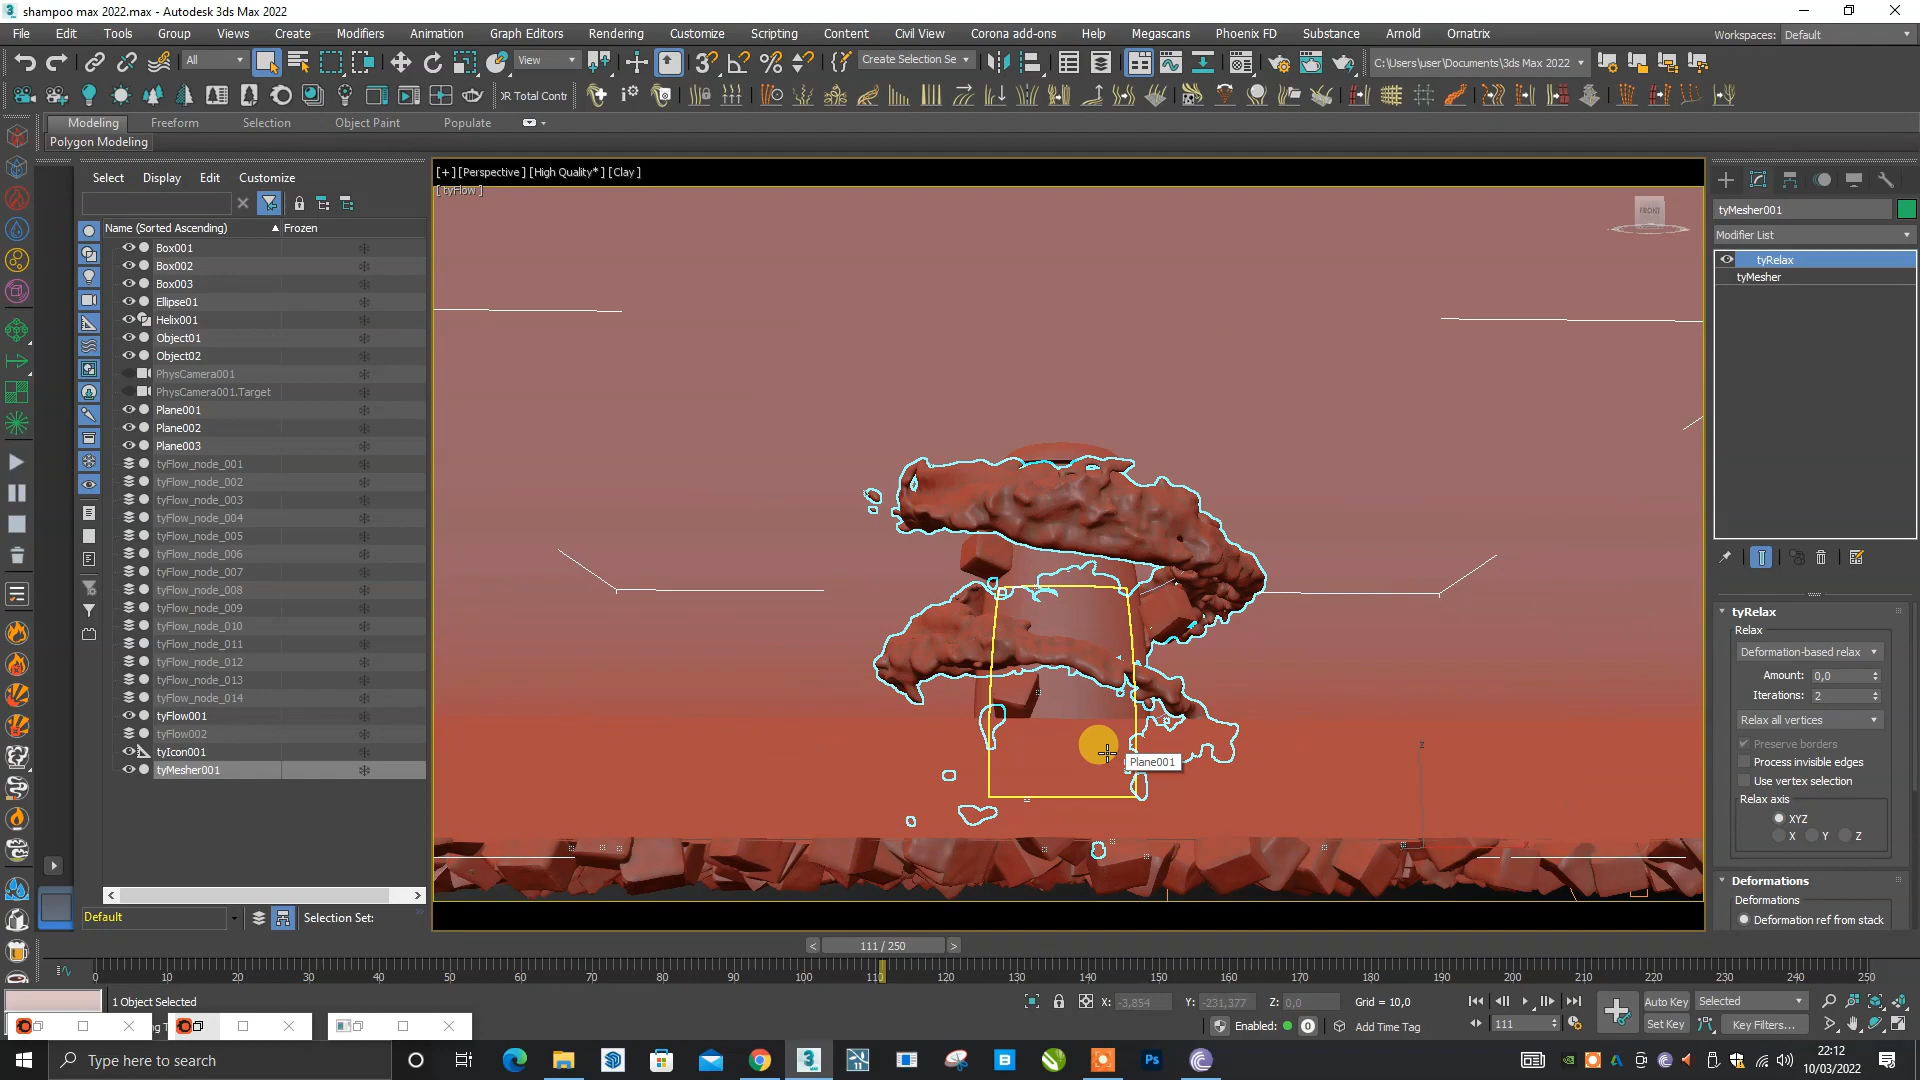 shampoo max 2022.max - Autodesk 3ds Max 2022
File Edit Tools Group Views Create Modifiers Animation Graph Editors Rendering Customize Scripting Content Civil View Corona add-ons Help Megascans Phoenix FD Substance Arnold Ornatrix Workspaces: Default
All View Create Selection Se C:\Users\user\Documents\3ds Max 2022
XR Total Contr
Modeling Freeform Selection Object Paint Populate
Polygon Modeling
Select Display Edit Customize
Name (Sorted Ascending) Frozen
Box001
Box002
Box003
Ellipse01
Helix001
Object01
Object02
PhysCamera001
PhysCamera001.Target
Plane001
Plane002
Plane003
tyFlow_node_001
tyFlow_node_002
tyFlow_node_003
tyFlow_node_004
tyFlow_node_005
tyFlow_node_006
tyFlow_node_007
tyFlow_node_008
tyFlow_node_009
tyFlow_node_010
tyFlow_node_011
tyFlow_node_012
tyFlow_node_013
tyFlow_node_014
tyFlow001
tyFlow002
tyIcon001
tyMesher001
Default Selection Set:
[+] [Perspective ] [High Quality* ] [Clay ]
[ tyFlow ]
FRONT
Plane001
z
tyMesher001
Modifier List
tyRelax
tyMesher
tyRelax
Relax
Deformation-based relax
Amount: 0,0
Iterations: 2
Relax all vertices
Preserve borders
Process invisible edges
Use vertex selection
Relax axis
XYZ
X Y Z
Deformations
Deformations
Deformation ref from stack
< 111 / 250 >
0 10 20 30 40 50 60 70 80 90 100 110 120 130 140 150 160 170 180 190 200 210 220 230 240 250
1 Object Selected X: -3,854 Y: -231,377 Z: 0,0 Grid = 10,0 Auto Key Selected
Enabled: 0 Add Time Tag 111 Set Key Key Filters...
Type here to search
22:12
10/03/2022